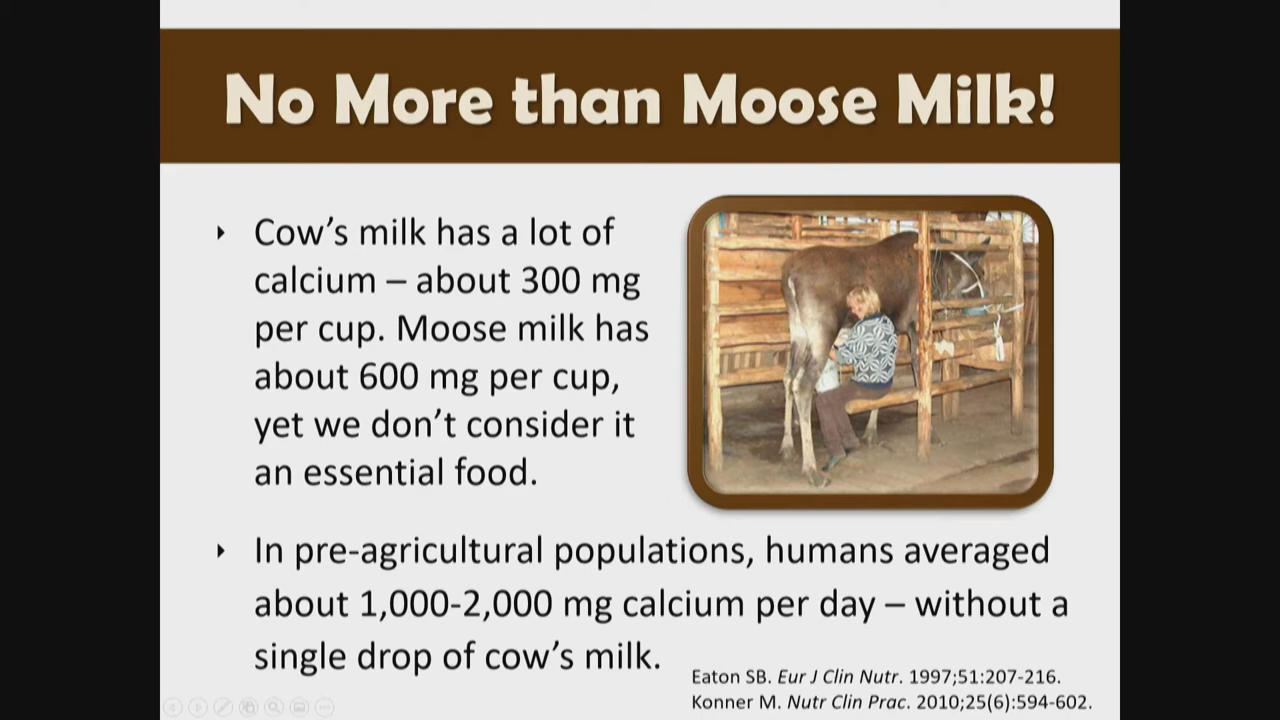 No More than Moose Milk!
Cow’s milk has a lot of
calcium – about 300 mg
per cup. Moose milk has
about 600 mg per cup,
yet we don’t consider it
an essential food.
In pre-agricultural populations, humans averaged
about 1,000-2,000 mg calcium per day – without a
single drop of cow’s milk.
Eaton SB. Eur J Clin Nutr. 1997;51:207-216.
Konner M. Nutr Clin Prac. 2010;25(6):594-602.